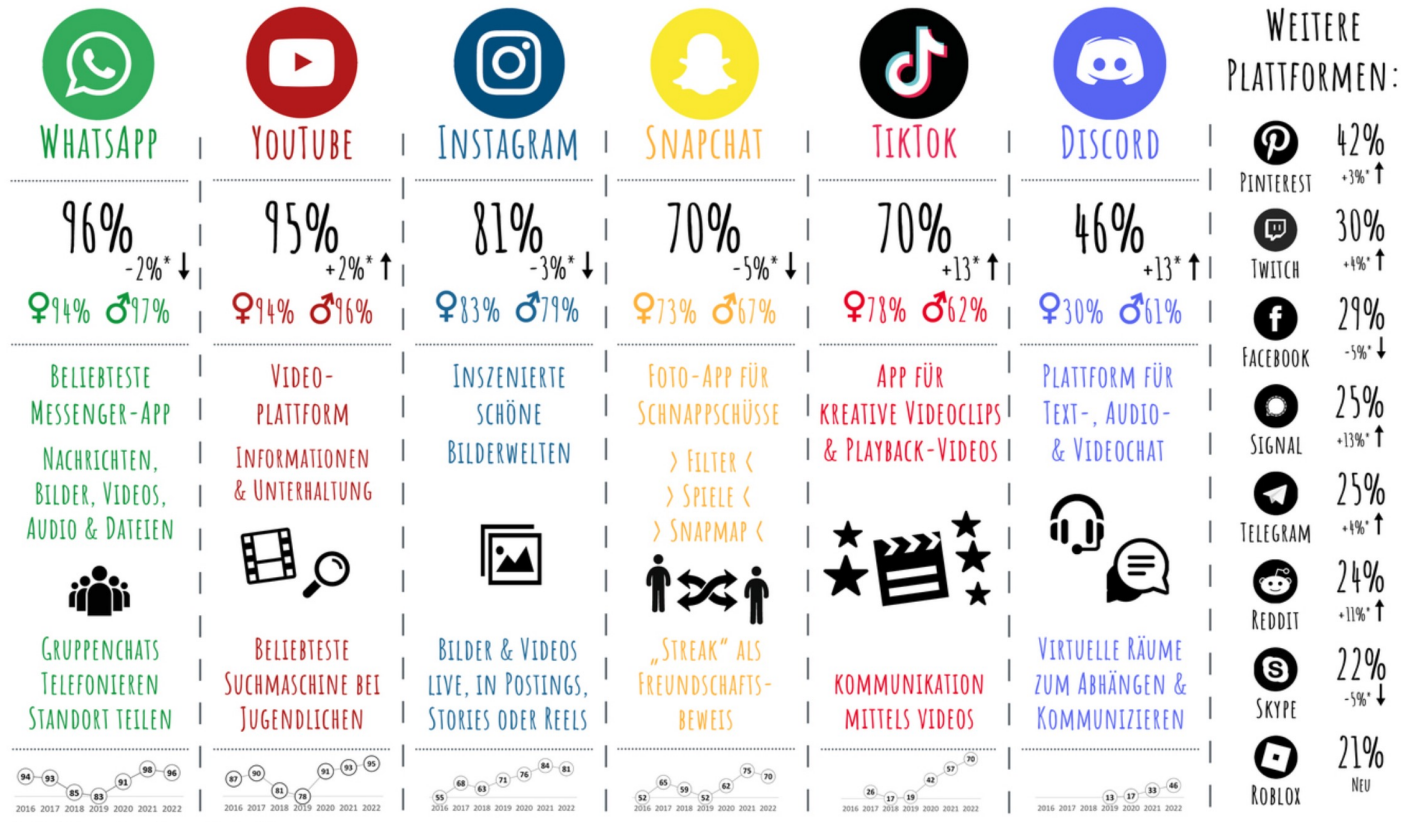 WHATSAPP
96%
-2%* ↓
♀94% ♂97%
BELIEBTESTE
MESSENGER-APP
NACHRICHTEN,
BILDER, VIDEOS,
AUDIO & DATEIEN
GRUPPENCHATS
TELEFONIEREN
STANDORT TEILEN
94 93 85 83 91 98 96
2016 2017 2018 2019 2020 2021 2022
YOUTUBE
95%
+2%* ↑
♀94% ♂96%
VIDEO-
PLATTFORM
INFORMATIONEN
& UNTERHALTUNG
BELIEBTESTE
SUCHMASCHINE BEI
JUGENDLICHEN
87 90 81 78 91 93 95
2016 2017 2018 2019 2020 2021 2022
INSTAGRAM
81%
-3%* ↓
♀83% ♂79%
INSZENIERTE
SCHÖNE
BILDERWELTEN
BILDER & VIDEOS
LIVE, IN POSTINGS,
STORIES ODER REELS
55 68 63 71 76 84 81
2016 2017 2018 2019 2020 2021 2022
SNAPCHAT
70%
-5%* ↓
♀73% ♂67%
FOTO-APP FÜR
SCHNAPPSCHÜSSE
> FILTER <
> SPIELE <
> SNAPMAP <
„STREAK“ ALS
FREUNDSCHAFTS-
BEWEIS
52 65 59 52 62 75 70
2016 2017 2018 2019 2020 2021 2022
TIKTOK
70%
+13* ↑
♀78% ♂62%
APP FÜR
KREATIVE VIDEOCLIPS
& PLAYBACK-VIDEOS
KOMMUNIKATION
MITTELS VIDEOS
26 17 19 42 57 70
2016 2017 2018 2019 2020 2021 2022
DISCORD
46%
+13* ↑
♀30% ♂61%
PLATTFORM FÜR
TEXT-, AUDIO-
& VIDEOCHAT
VIRTUELLE RÄUME
ZUM ABHÄNGEN &
KOMMUNIZIEREN
13 17 33 46
2016 2017 2018 2019 2020 2021 2022
WEITERE
PLATTFORMEN:
PINTEREST 42%
+3%* ↑
TWITCH 30%
+4%* ↑
FACEBOOK 29%
-5%* ↓
SIGNAL 25%
+13%* ↑
TELEGRAM 25%
+4%* ↑
REDDIT 24%
+11%* ↑
SKYPE 22%
-5%* ↓
ROBLOX 21%
NEU